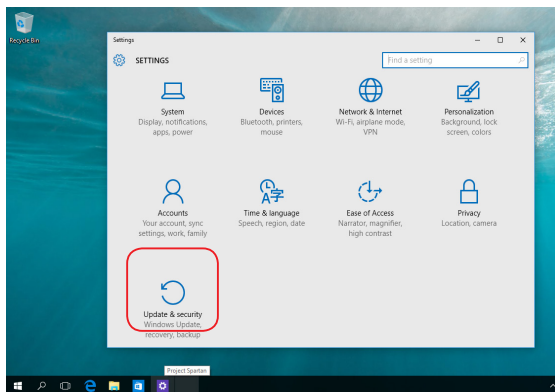 Recycle Bin
Settings
SETTINGS
Find a setting
System
Display, notifications,
apps, power
Devices
Bluetooth, printers,
mouse
Network & Internet
Wi-Fi, airplane mode,
VPN
Personalization
Background, lock
screen, colors
Accounts
Your account, sync
settings, work, family
Time & language
Speech, region, date
Ease of Access
Narrator, magnifier,
high contrast
Privacy
Location, camera
Update & security
Windows Update,
recovery, backup
Project Spartan